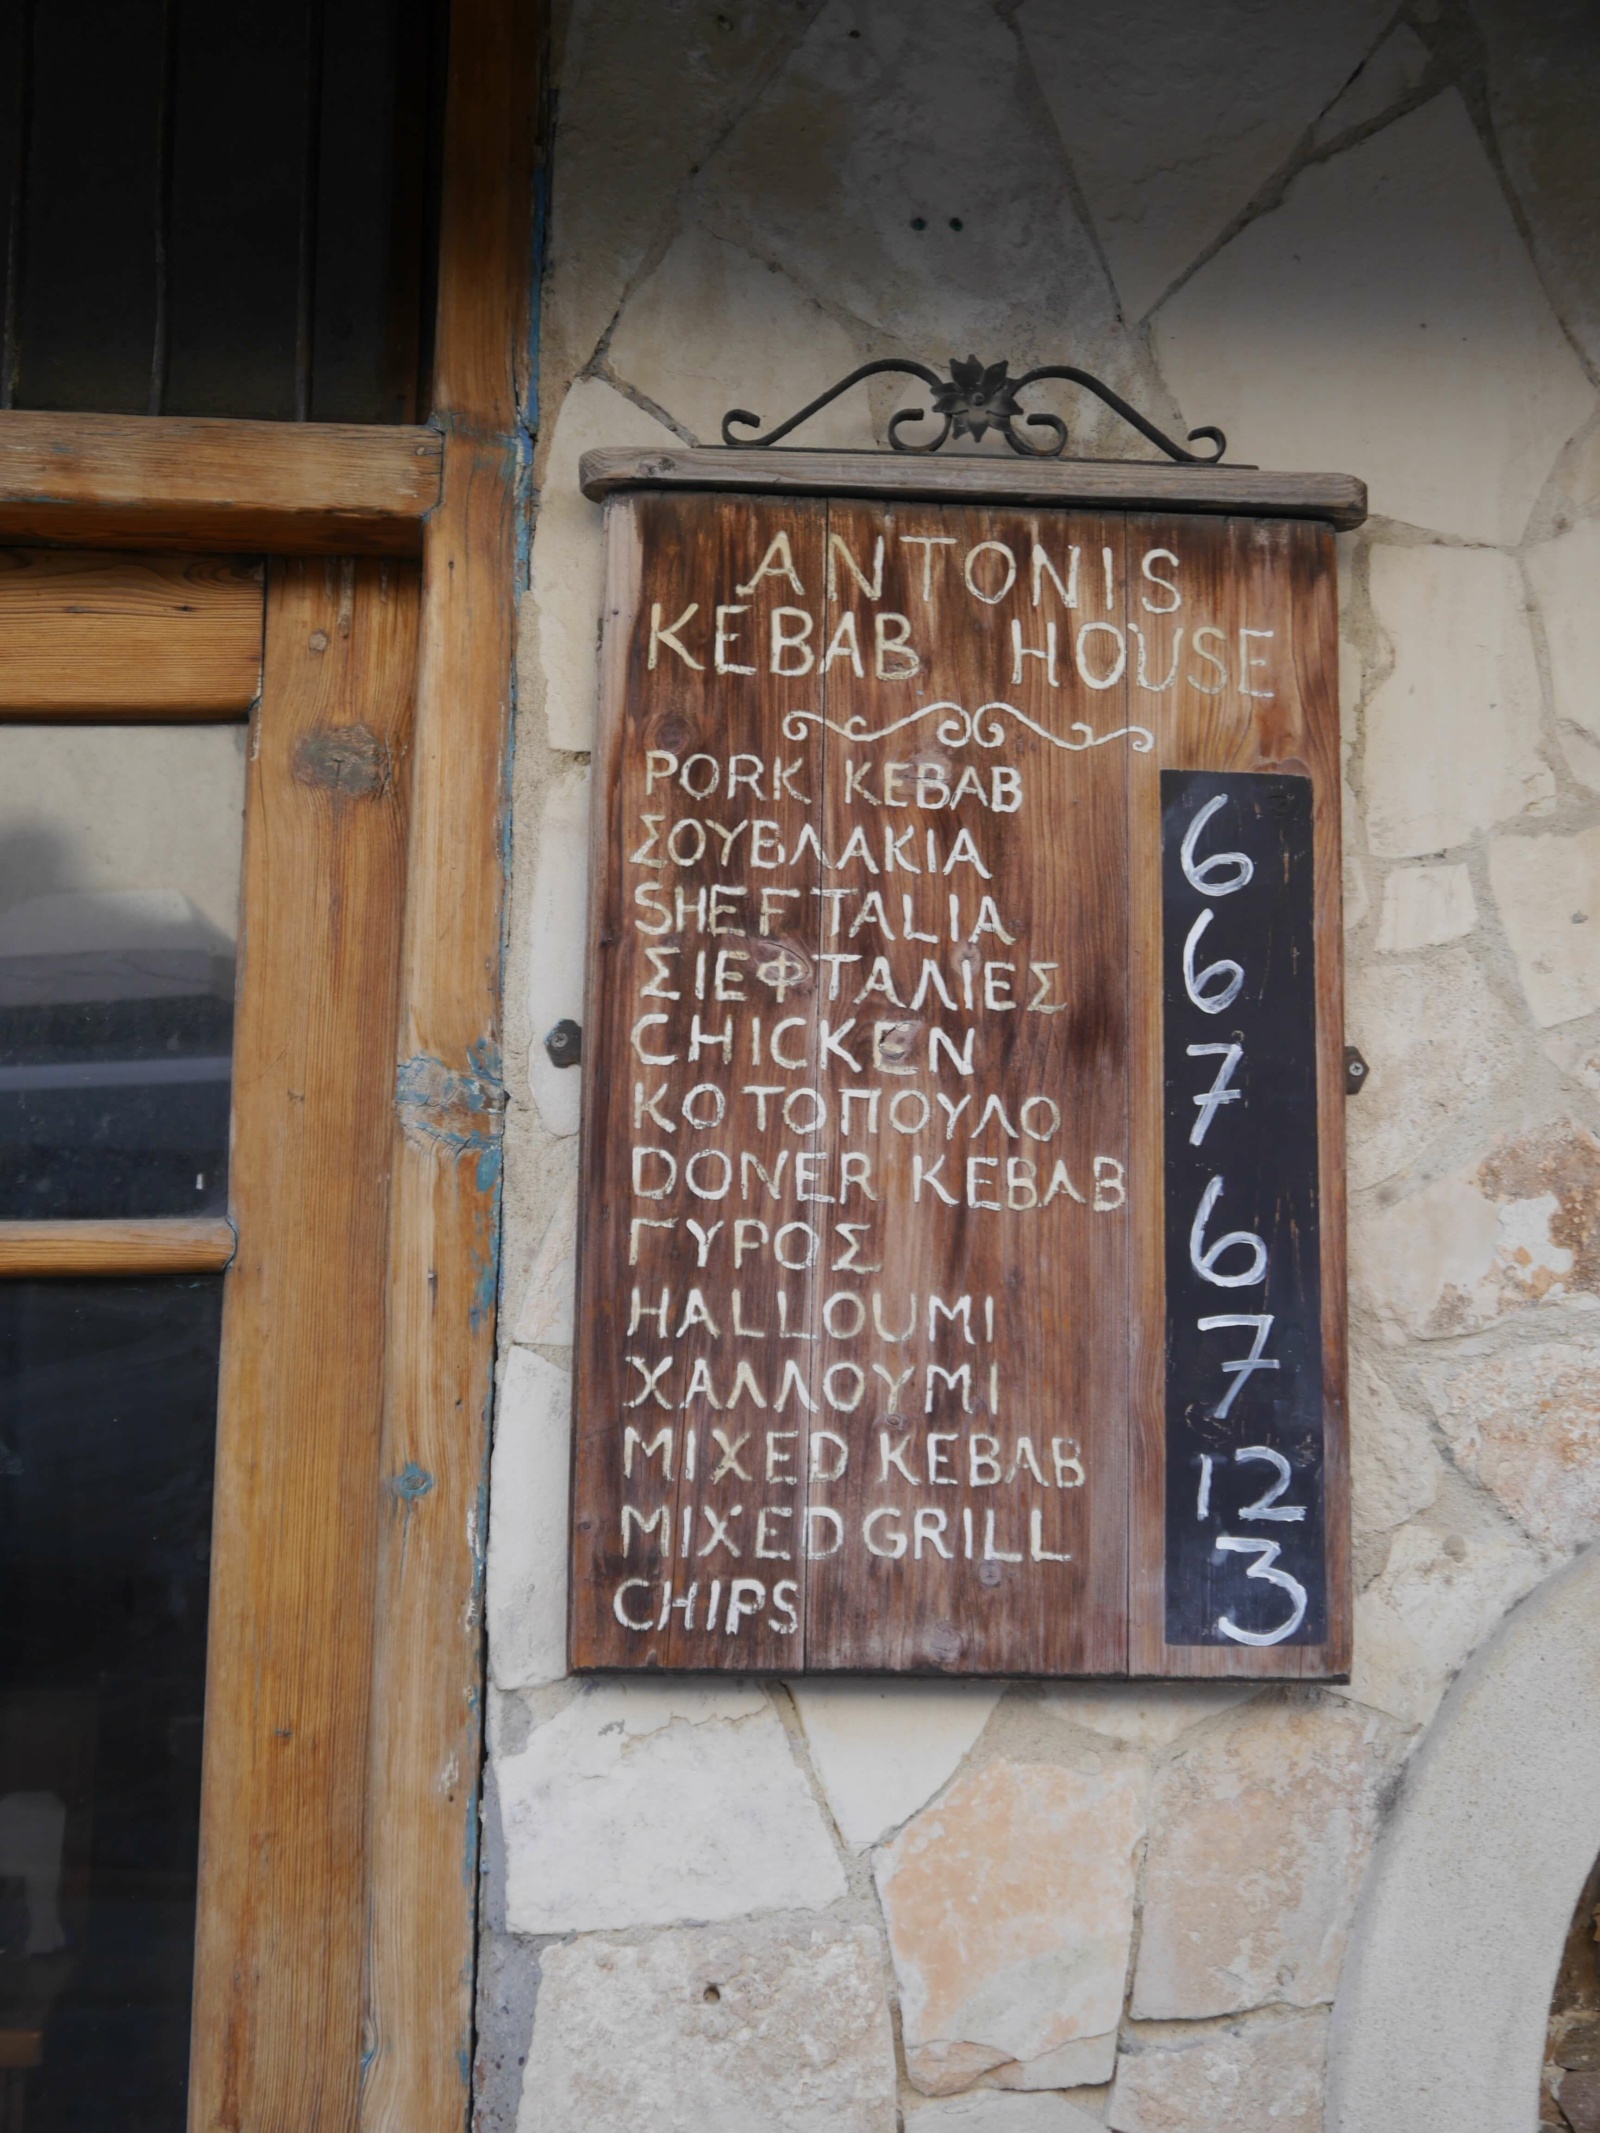 ANTONIS
KEBAB HOUSE
PORK KEBAB 6
ΣΟΥΒΛΑΚΙΑ
SHEFTALIA 6
ΣΙΕΦΤΑΛΙΕΣ
CHICKEN 7
ΚΟΤΟΠΟΥΛΟ
DONER KEBAB 6
ΓΥΡΟΣ
HALLOUMI 7
ΧΑΛΛΟΥΜΙ
MIXED KEBAB
MIXED GRILL 12
CHIPS 3